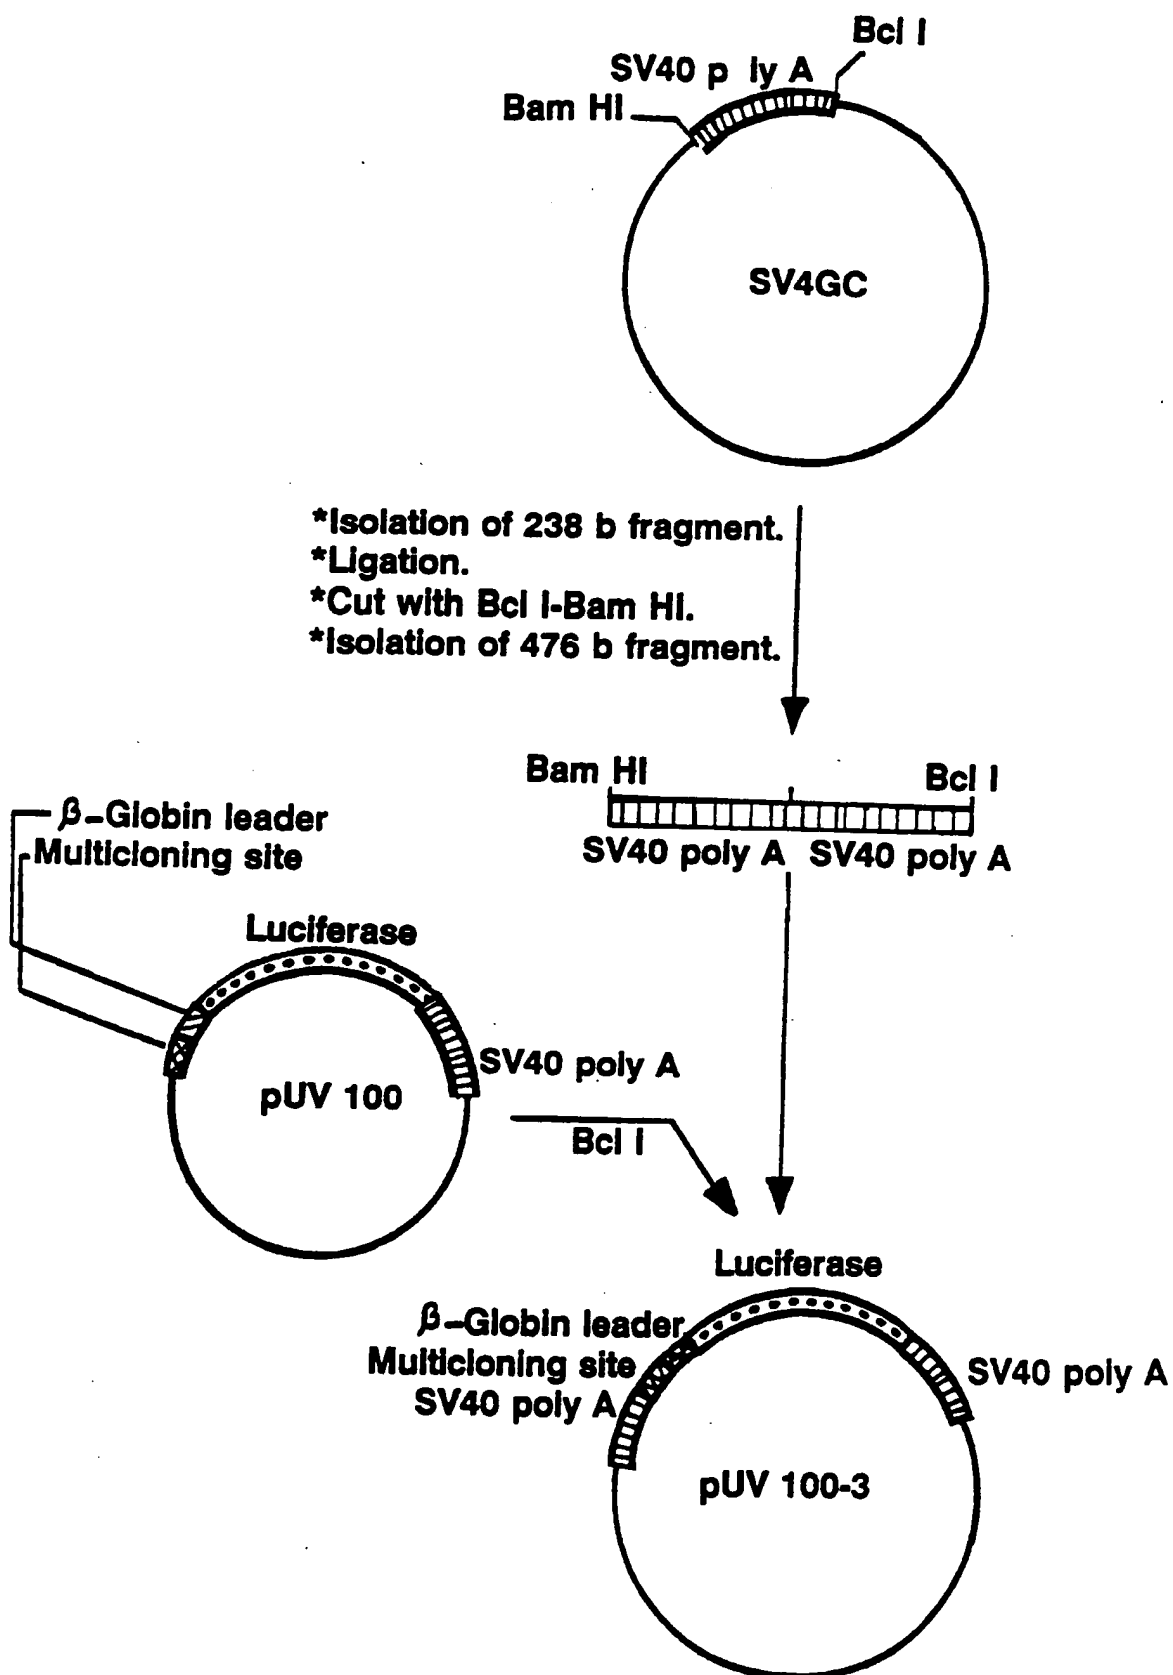 Bcl I
SV40 p ly A
Bam HI
SV4GC
*Isolation of 238 b fragment.
*Ligation.
*Cut with Bcl I-Bam HI.
*Isolation of 476 b fragment.
Bam HI
Bcl I
SV40 poly A SV40 poly A
β-Globin leader
Multicloning site
Luciferase
SV40 poly A
pUV 100
Bcl I
Luciferase
β-Globin leader
Multicloning site
SV40 poly A
SV40 poly A
pUV 100-3